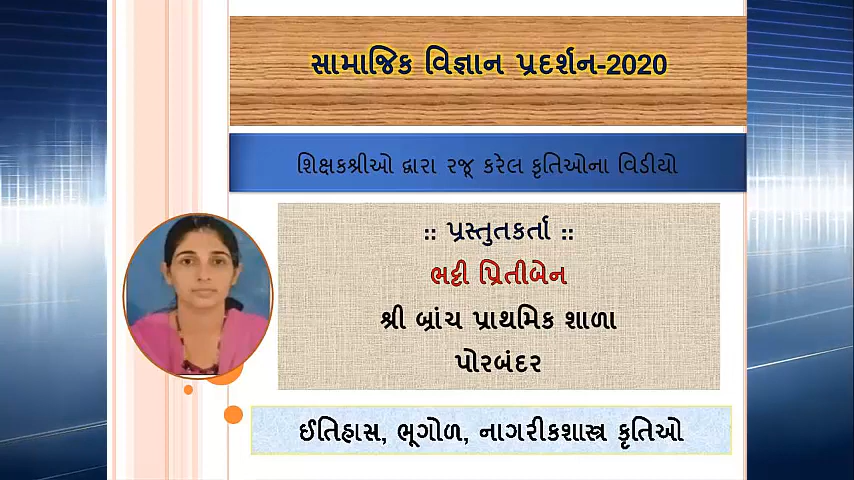 સામાજિક વિજ્ઞાન પ્રદર્શન-2020
શિક્ષકશ્રીઓ દ્વારા રજૂ કરેલ કૃતિઓના વિડીયો
:: પ્રસ્તુતકર્તા ::
ભટ્ટી પ્રિતીબેન
શ્રી બ્રાંચ પ્રાથમિક શાળા
પોરબંદર
ઈતિહાસ, ભૂગોળ, નાગરીકશાસ્ત્ર કૃતિઓ